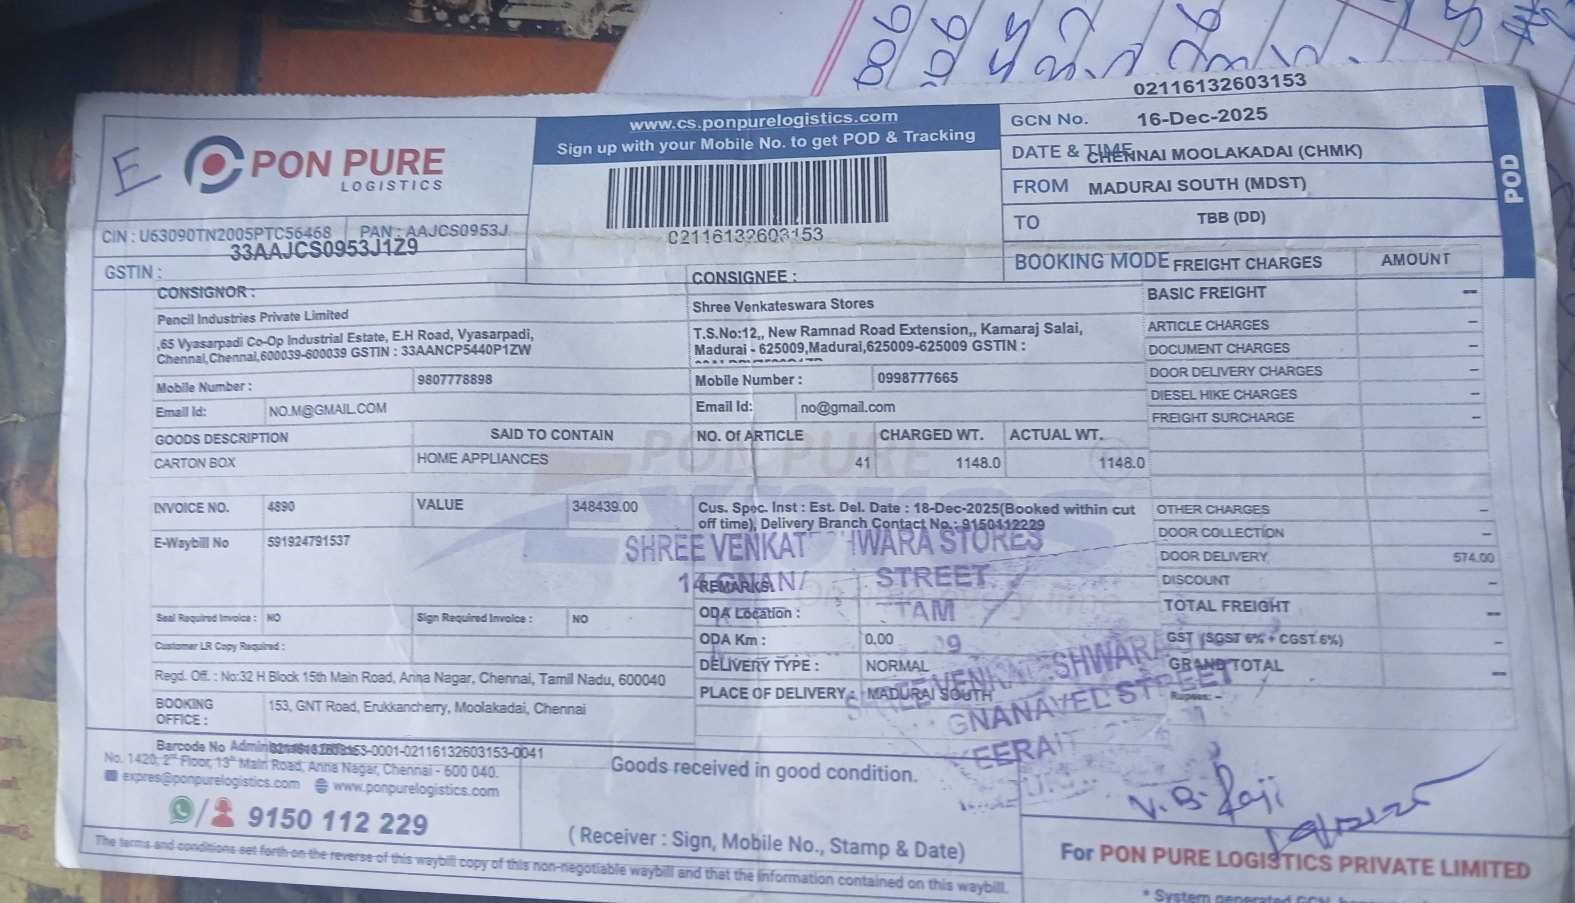 02116132603153
E
PON PURE
LOGISTICS
www.cs.ponpurelogistics.com
Sign up with your Mobile No. to get POD & Tracking
02116132603153
GCN No. 16-Dec-2025
DATE & TIME CHENNAI MOOLAKADAI (CHMK)
FROM MADURAI SOUTH (MDST)
TO TBB (DD)
BOOKING MODE
POD
CIN : U63090TN2005PTC56468 PAN : AAJCS0953J
33AAJCS0953J1Z9
GSTIN :
CONSIGNOR :
Pencil Industries Private Limited
,65 Vyasarpadi Co-Op Industrial Estate, E.H Road, Vyasarpadi,
Chennai,Chennai,600039-600039 GSTIN : 33AANCP5440P1ZW
Mobile Number : 9807778898
Email Id: NO.M@GMAIL.COM
CONSIGNEE :
Shree Venkateswara Stores
T.S.No:12,, New Ramnad Road Extension,, Kamaraj Salai,
Madurai - 625009,Madurai,625009-625009 GSTIN :
Mobile Number : 0998777665
Email Id: no@gmail.com
GOODS DESCRIPTION SAID TO CONTAIN NO. Of ARTICLE CHARGED WT. ACTUAL WT.
CARTON BOX HOME APPLIANCES 41 1148.0 1148.0
INVOICE NO. 4890 VALUE 348439.00
E-Waybill No 591924791537
Cus. Spec. Inst : Est. Del. Date : 18-Dec-2025(Booked within cut
off time), Delivery Branch Contact No.: 9150112229
SHREE VENKAT HWARA STORES
STREET
REMARKS:
Seal Required Invoice : NO Sign Required Invoice : NO
Customer LR Copy Required :
ODA Location :
ODA Km : 0.00
DELIVERY TYPE : NORMAL
PLACE OF DELIVERY : MADURAI SOUTH
Regd. Off. : No:32 H Block 15th Main Road, Anna Nagar, Chennai, Tamil Nadu, 600040
BOOKING OFFICE : 153, GNT Road, Erukkancherry, Moolakadai, Chennai
FREIGHT CHARGES AMOUNT
BASIC FREIGHT --
ARTICLE CHARGES -
DOCUMENT CHARGES -
DOOR DELIVERY CHARGES -
DIESEL HIKE CHARGES -
FREIGHT SURCHARGE -
OTHER CHARGES -
DOOR COLLECTION -
DOOR DELIVERY 574.00
DISCOUNT -
TOTAL FREIGHT --
GST (SGST 6% + CGST 6%) -
GRAND TOTAL --
Rupees: -
GNANAVEL STREET
Barcode No -0001-02116132603153-0041
No. 1420, 2nd Floor, 13th Main Road, Anna Nagar, Chennai - 600 040.
expres@ponpurelogistics.com www.ponpurelogistics.com
9150 112 229
Goods received in good condition.
(Receiver : Sign, Mobile No., Stamp & Date)
V.B. Raji
For PON PURE LOGISTICS PRIVATE LIMITED
The terms and conditions set forth on the reverse of this waybill copy of this non-negotiable waybill and that the information contained on this waybill.
* System generated GCN,